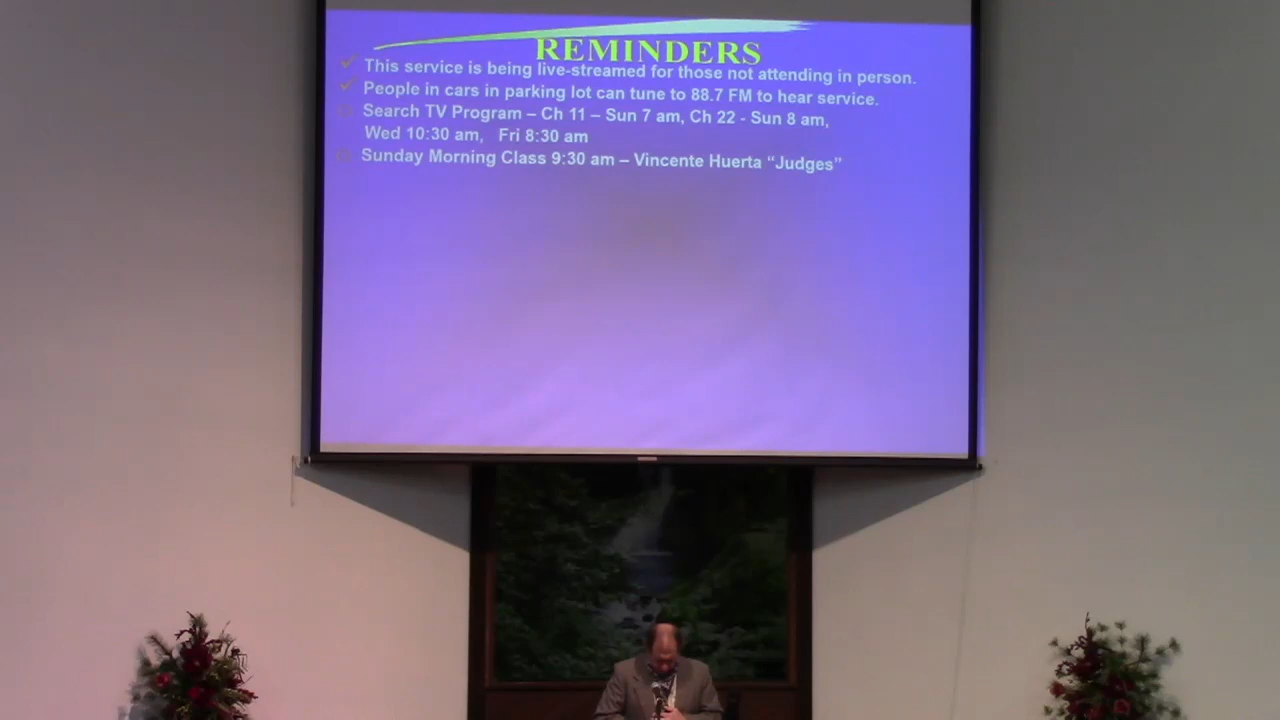 REMINDERS
This service is being live-streamed for those not attending in person.
People in cars in parking lot can tune to 88.7 FM to hear service.
Search TV Program – Ch 11 – Sun 7 am, Ch 22 - Sun 8 am,
Wed 10:30 am, Fri 8:30 am
Sunday Morning Class 9:30 am – Vincente Huerta “Judges”